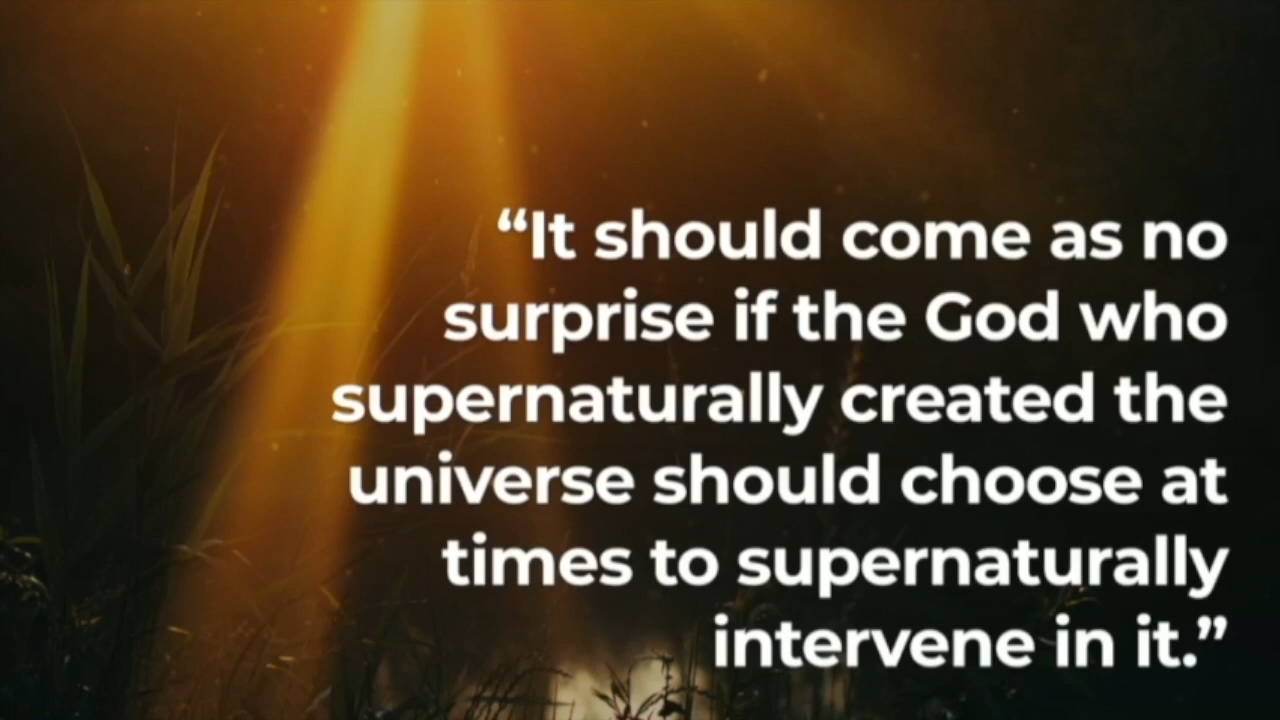 “It should come as no
surprise if the God who
supernaturally created the
universe should choose at
times to supernaturally
intervene in it.”